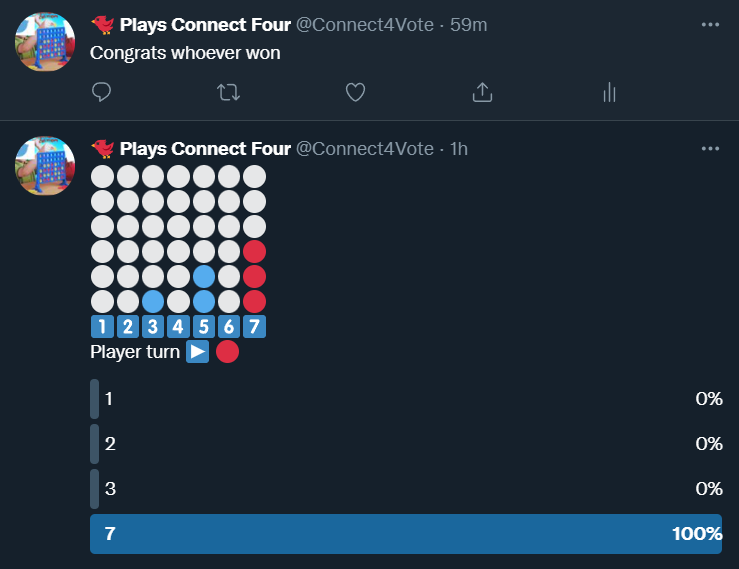 Plays Connect Four @Connect4Vote · 59m
Congrats whoever won
Plays Connect Four @Connect4Vote · 1h
1 2 3 4 5 6 7
Player turn
1 0%
2 0%
3 0%
7 100%